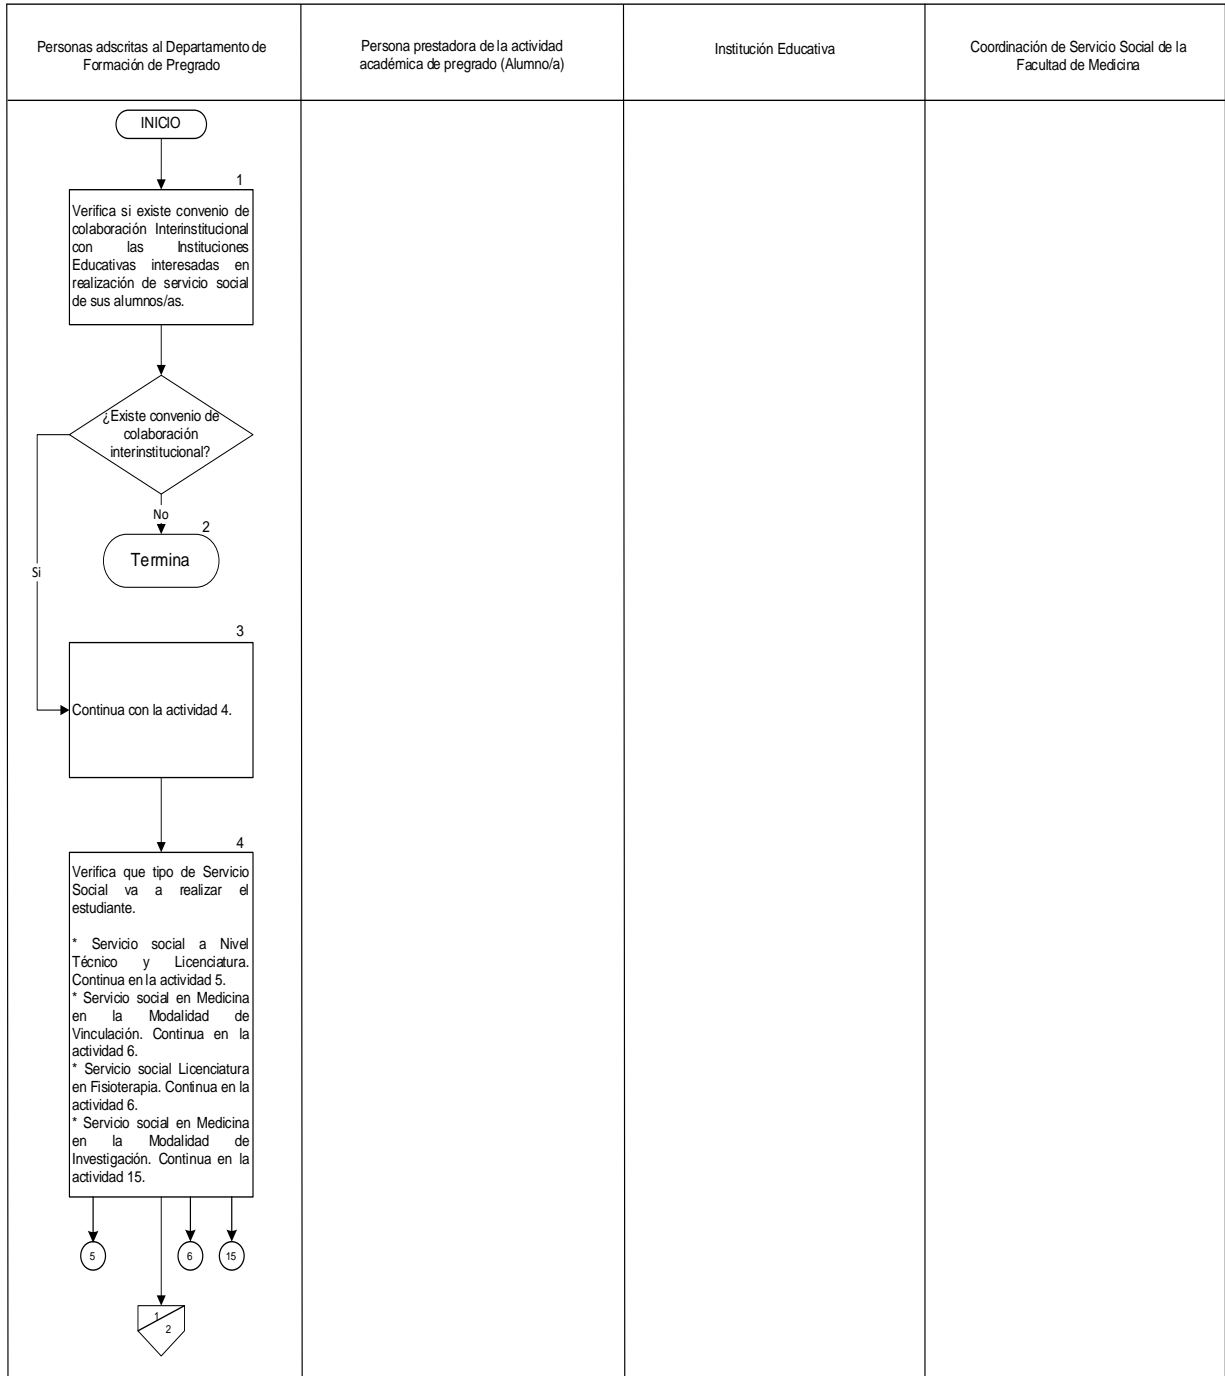 Personas adscritas al Departamento de
Formación de Pregrado
Persona prestadora de la actividad
académica de pregrado (Alumno/a)
Institución Educativa
Coordinación de Servicio Social de la
Facultad de Medicina
INICIO
1
Verifica si existe convenio de
colaboración Interinstitucional
con las Instituciones
Educativas interesadas en
realización de servicio social
de sus alumnos/as.
¿Existe convenio de
colaboración
interinstitucional?
No
2
Termina
Si
3
Continua con la actividad 4.
4
Verifica que tipo de Servicio
Social va a realizar el
estudiante.
* Servicio social a Nivel
Técnico y Licenciatura.
Continua en la actividad 5.
* Servicio social en Medicina
en la Modalidad de
Vinculación. Continua en la
actividad 6.
* Servicio social Licenciatura
en Fisioterapia. Continua en la
actividad 6.
* Servicio social en Medicina
en la Modalidad de
Investigación. Continua en la
actividad 15.
5
6
15
1
2